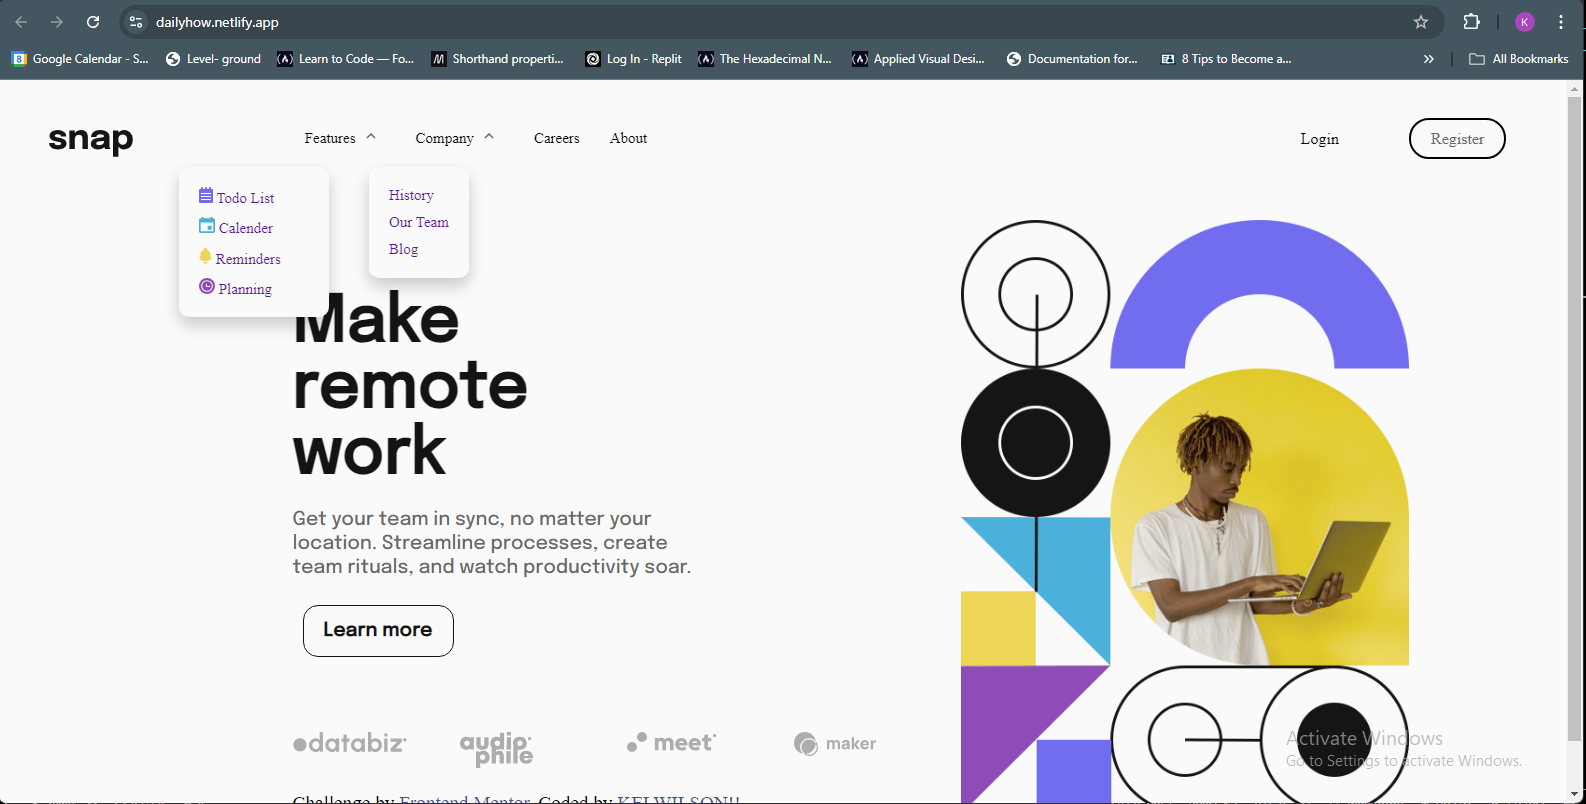 dailyhow.netlify.app
K
8 Google Calendar - S... Level- ground Learn to Code — Fo... Shorthand properti... Log In - Replit The Hexadecimal N... Applied Visual Desi... Documentation for... 8 Tips to Become a... » All Bookmarks
snap Features Company Careers About Login Register
Todo List
Calender
Reminders
Planning
History
Our Team
Blog
Make
remote
work
Get your team in sync, no matter your
location. Streamline processes, create
team rituals, and watch productivity soar.
Learn more
databiz audiophile meet maker
Activate Windows
Go to Settings to activate Windows.
Challenge by Frontend Mentor. Coded by KELWILSON!!